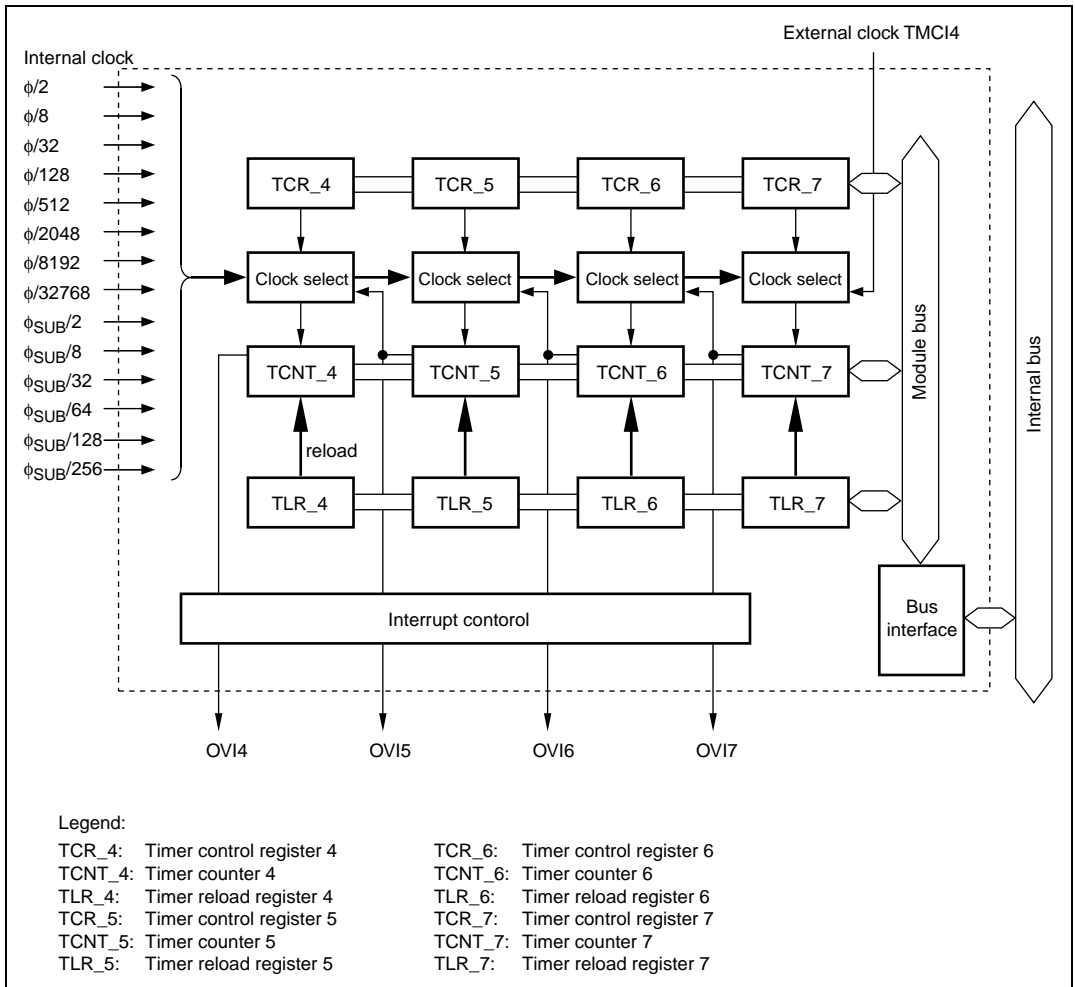 External clock TMCI4
Internal clock
ϕ/2
ϕ/8
ϕ/32
ϕ/128
ϕ/512
ϕ/2048
ϕ/8192
ϕ/32768
ϕSUB/2
ϕSUB/8
ϕSUB/32
ϕSUB/64
ϕSUB/128
ϕSUB/256
TCR_4 TCR_5 TCR_6 TCR_7
Clock select Clock select Clock select Clock select
TCNT_4 TCNT_5 TCNT_6 TCNT_7
reload
TLR_4 TLR_5 TLR_6 TLR_7
Module bus
Internal bus
Interrupt contorol
Bus
interface
OVI4 OVI5 OVI6 OVI7
Legend:
TCR_4: Timer control register 4
TCNT_4: Timer counter 4
TLR_4: Timer reload register 4
TCR_5: Timer control register 5
TCNT_5: Timer counter 5
TLR_5: Timer reload register 5
TCR_6: Timer control register 6
TCNT_6: Timer counter 6
TLR_6: Timer reload register 6
TCR_7: Timer control register 7
TCNT_7: Timer counter 7
TLR_7: Timer reload register 7